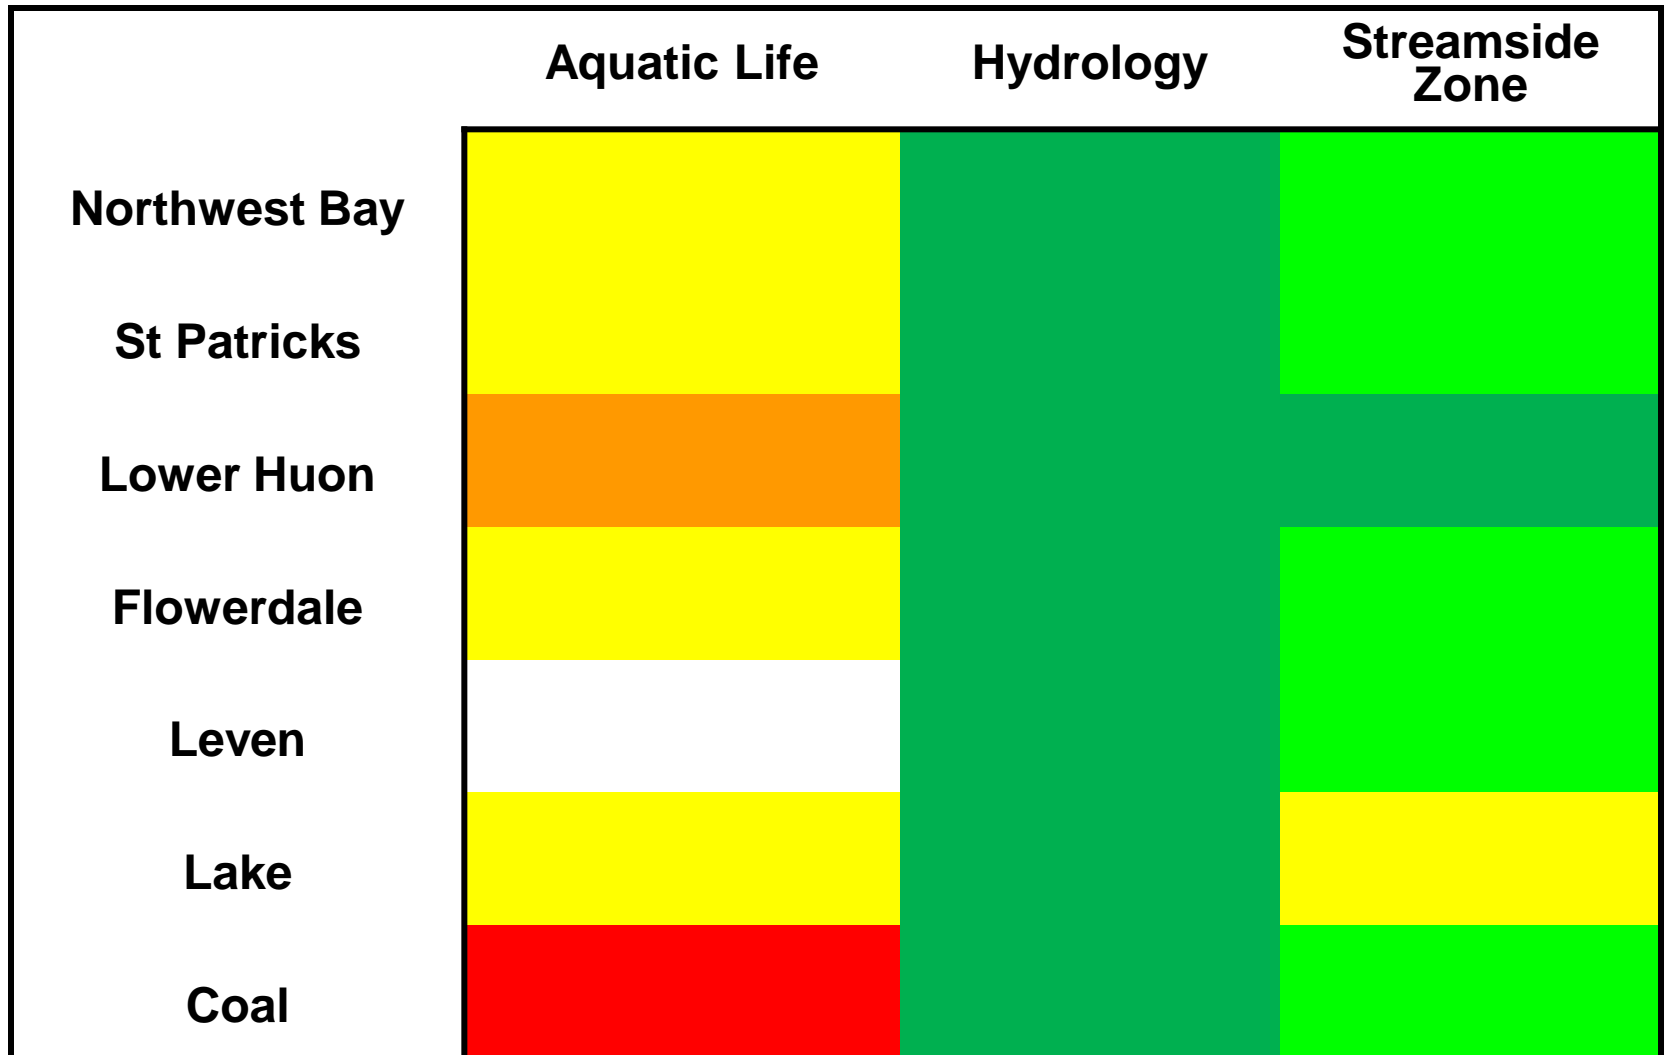 Aquatic Life
Hydrology
Streamside
Zone
Northwest Bay
St Patricks
Lower Huon
Flowerdale
Leven
Lake
Coal